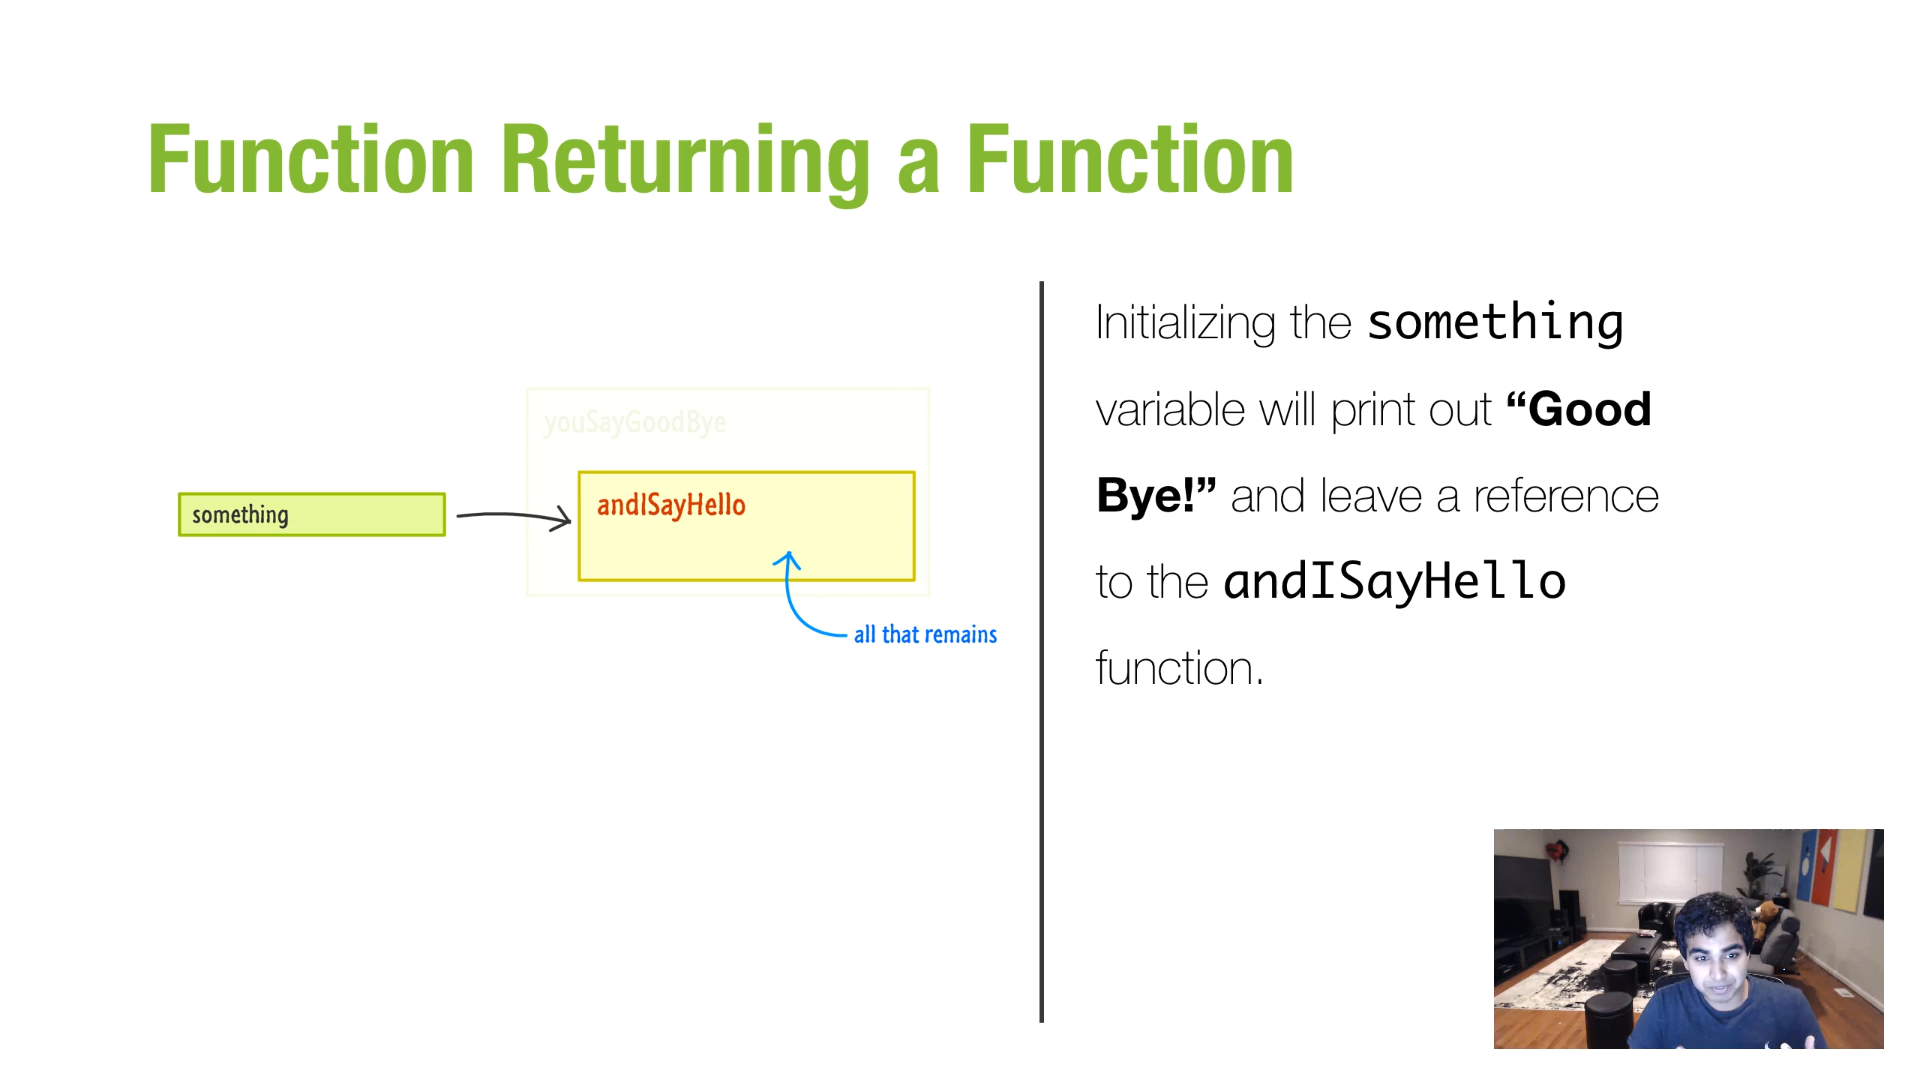 Function Returning a Function
youSayGoodBye
something
andISayHello
all that remains
Initializing the something
variable will print out “Good
Bye!” and leave a reference
to the andISayHello
function.